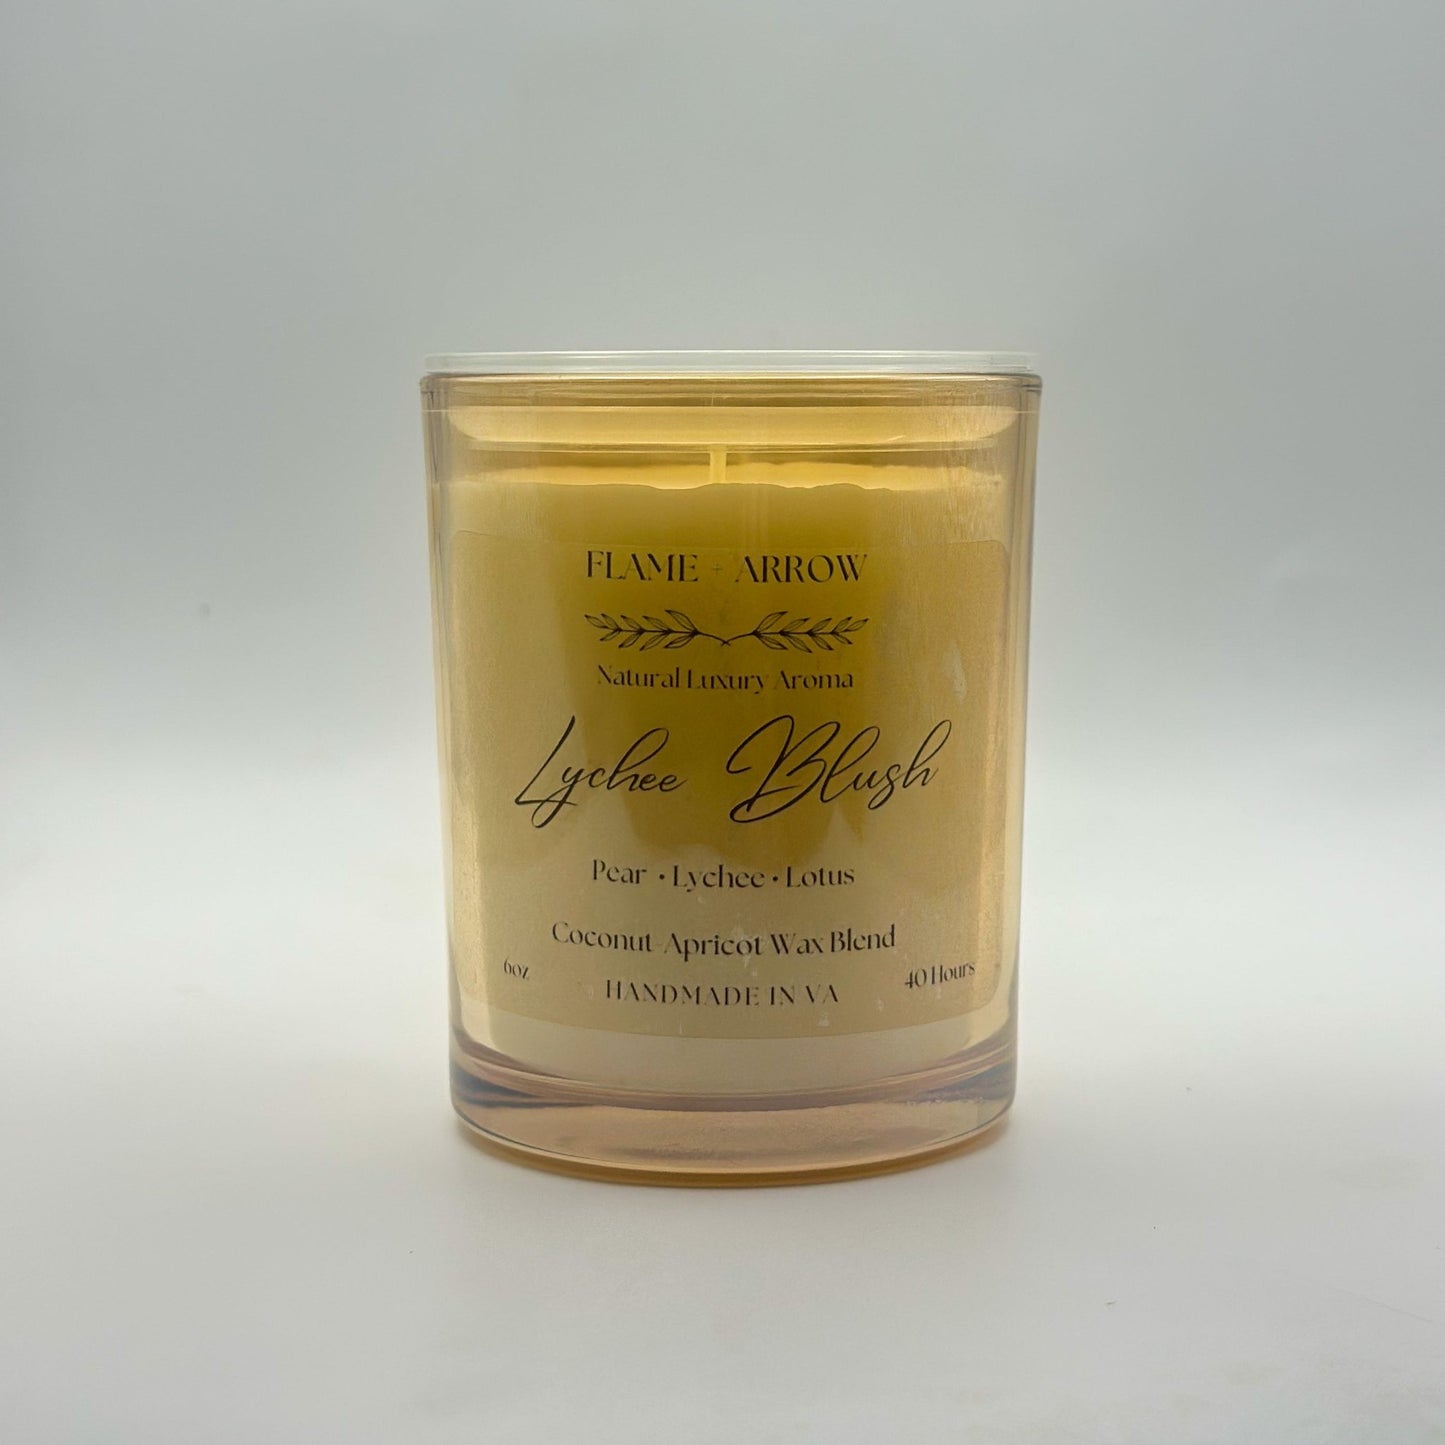 FLAME + ARROW
Natural Luxury Aroma
Lychee Blush
Pear • Lychee • Lotus
Coconut-Apricot Wax Blend
6oz
40 Hours
HANDMADE IN VA